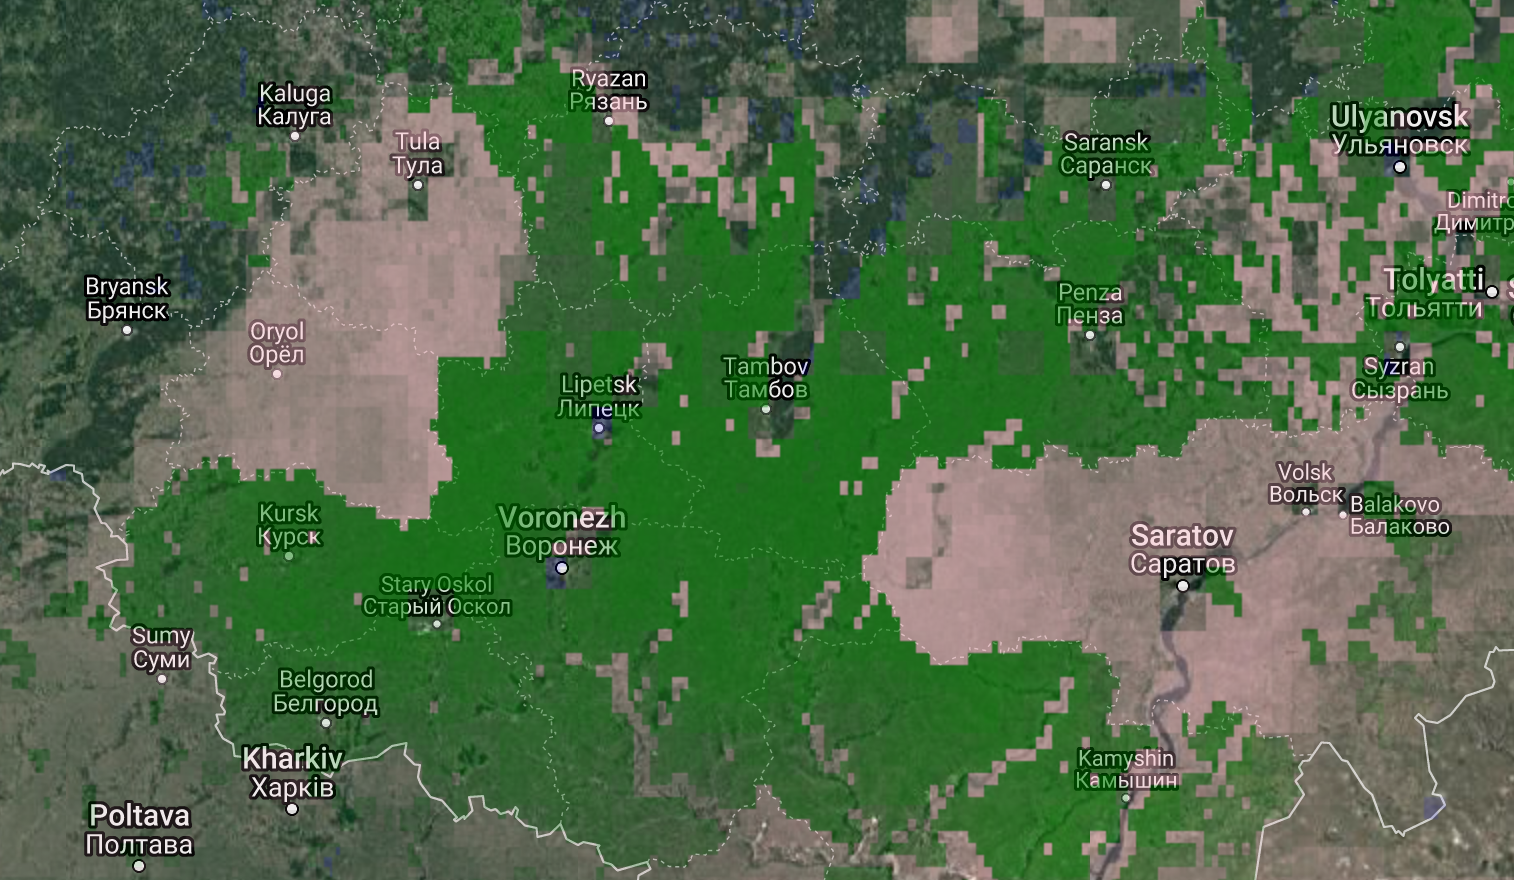 Ryazan
Рязань
Kaluga
Калуга
Tula
Тула
Saransk
Саранск
Ulyanovsk
Ульяновск
Dimitro
Димитр
Bryansk
Брянск
Oryol
Орёл
Penza
Пенза
Tolyatti
Тольятти
S
Lipetsk
Липецк
Tambov
Тамбов
Syzran
Сызрань
Kursk
Курск
Voronezh
Воронеж
Volsk
Вольск
Balakovo
Балаково
Saratov
Саратов
Stary Oskol
Старый Оскол
Sumy
Суми
Belgorod
Белгород
Kharkiv
Харків
Kamyshin
Камышин
Poltava
Полтава